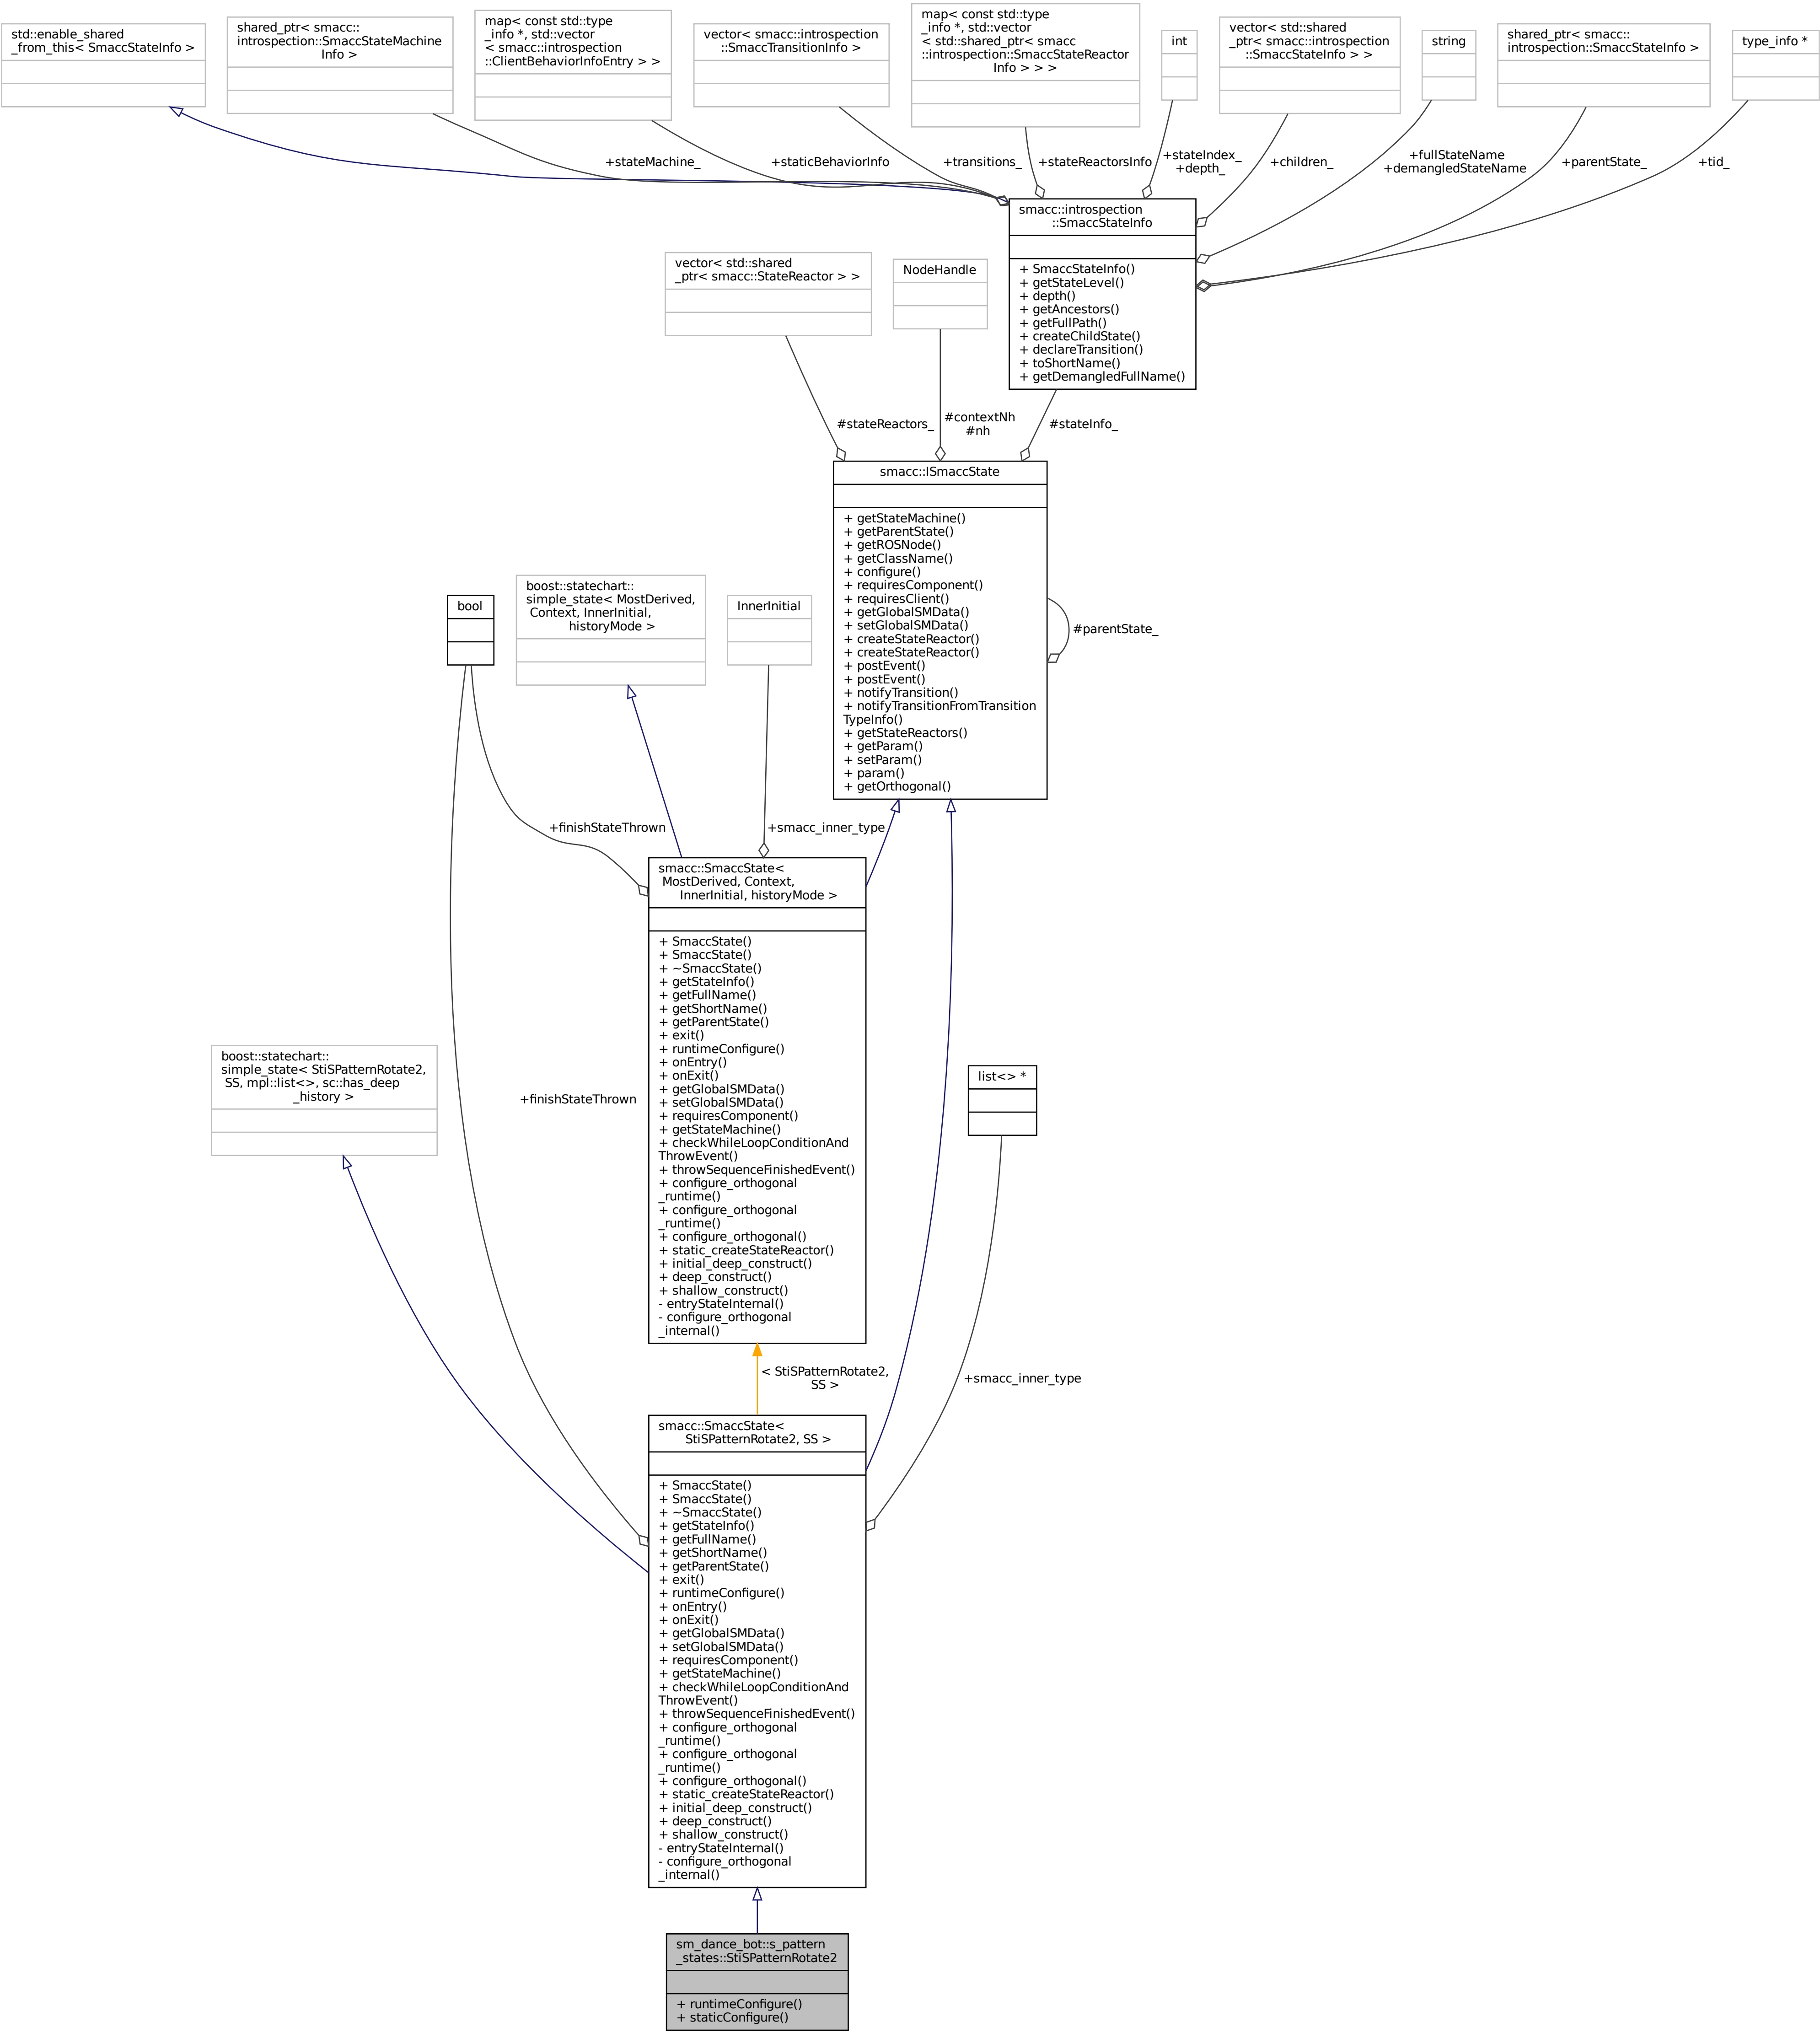 std::enable_shared
_from_this< SmaccStateInfo >
shared_ptr< smacc::
introspection::SmaccStateMachine
Info >
map< const std::type
_info *, std::vector
< smacc::introspection
::ClientBehaviorInfoEntry > >
vector< smacc::introspection
::SmaccTransitionInfo >
map< const std::type
_info *, std::vector
< std::shared_ptr< smacc
::introspection::SmaccStateReactor
Info > > >
int
vector< std::shared
_ptr< smacc::introspection
::SmaccStateInfo > >
string
shared_ptr< smacc::
introspection::SmaccStateInfo >
type_info *
+stateMachine_
+staticBehaviorInfo
+transitions_
+stateReactorsInfo
+stateIndex_
+depth_
+children_
+fullStateName
+demangledStateName
+parentState_
+tid_
smacc::introspection
::SmaccStateInfo
+ SmaccStateInfo()
+ getStateLevel()
+ depth()
+ getAncestors()
+ getFullPath()
+ createChildState()
+ declareTransition()
+ toShortName()
+ getDemangledFullName()
vector< std::shared
_ptr< smacc::StateReactor > >
NodeHandle
#stateReactors_
#contextNh
#nh
#stateInfo_
smacc::ISmaccState
+ getStateMachine()
+ getParentState()
+ getROSNode()
+ getClassName()
+ configure()
+ requiresComponent()
+ requiresClient()
+ getGlobalSMData()
+ setGlobalSMData()
+ createStateReactor()
+ createStateReactor()
+ postEvent()
+ postEvent()
+ notifyTransition()
+ notifyTransitionFromTransition
TypeInfo()
+ getStateReactors()
+ getParam()
+ setParam()
+ param()
+ getOrthogonal()
#parentState_
bool
boost::statechart::
simple_state< MostDerived,
Context, InnerInitial,
historyMode >
InnerInitial
+finishStateThrown
+smacc_inner_type
smacc::SmaccState<
MostDerived, Context,
InnerInitial, historyMode >
+ SmaccState()
+ SmaccState()
+ ~SmaccState()
+ getStateInfo()
+ getFullName()
+ getShortName()
+ getParentState()
+ exit()
+ runtimeConfigure()
+ onEntry()
+ onExit()
+ getGlobalSMData()
+ setGlobalSMData()
+ requiresComponent()
+ getStateMachine()
+ checkWhileLoopConditionAnd
ThrowEvent()
+ throwSequenceFinishedEvent()
+ configure_orthogonal
_runtime()
+ configure_orthogonal
_runtime()
+ configure_orthogonal()
+ static_createStateReactor()
+ initial_deep_construct()
+ deep_construct()
+ shallow_construct()
- entryStateInternal()
- configure_orthogonal
_internal()
boost::statechart::
simple_state< StiSPatternRotate2,
SS, mpl::list<>, sc::has_deep
_history >
+finishStateThrown
list<> *
< StiSPatternRotate2,
SS >
+smacc_inner_type
smacc::SmaccState<
StiSPatternRotate2, SS >
+ SmaccState()
+ SmaccState()
+ ~SmaccState()
+ getStateInfo()
+ getFullName()
+ getShortName()
+ getParentState()
+ exit()
+ runtimeConfigure()
+ onEntry()
+ onExit()
+ getGlobalSMData()
+ setGlobalSMData()
+ requiresComponent()
+ getStateMachine()
+ checkWhileLoopConditionAnd
ThrowEvent()
+ throwSequenceFinishedEvent()
+ configure_orthogonal
_runtime()
+ configure_orthogonal
_runtime()
+ configure_orthogonal()
+ static_createStateReactor()
+ initial_deep_construct()
+ deep_construct()
+ shallow_construct()
- entryStateInternal()
- configure_orthogonal
_internal()
sm_dance_bot::s_pattern
_states::StiSPatternRotate2
+ runtimeConfigure()
+ staticConfigure()